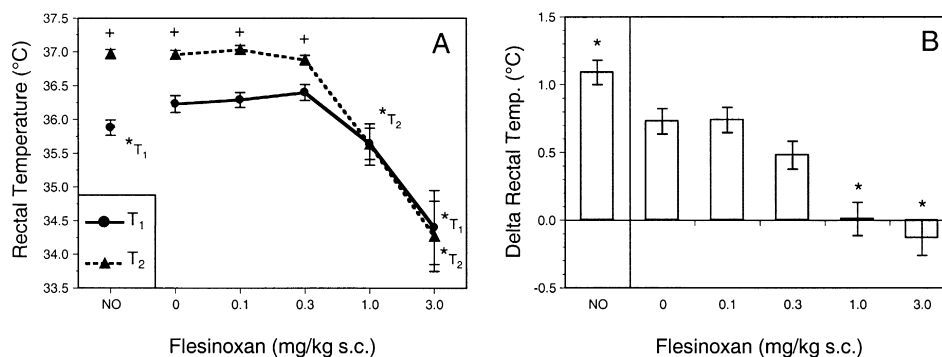 A
Rectal Temperature (°C)
37.5
37.0
36.5
36.0
35.5
35.0
34.5
34.0
33.5
+ + + +
*T1
*T2
*T1
*T2
T1
T2
NO 0 0.1 0.3 1.0 3.0
Flesinoxan (mg/kg s.c.)
B
Delta Rectal Temp. (°C)
1.5
1.0
0.5
0.0
-0.5
*
*
*
NO 0 0.1 0.3 1.0 3.0
Flesinoxan (mg/kg s.c.)